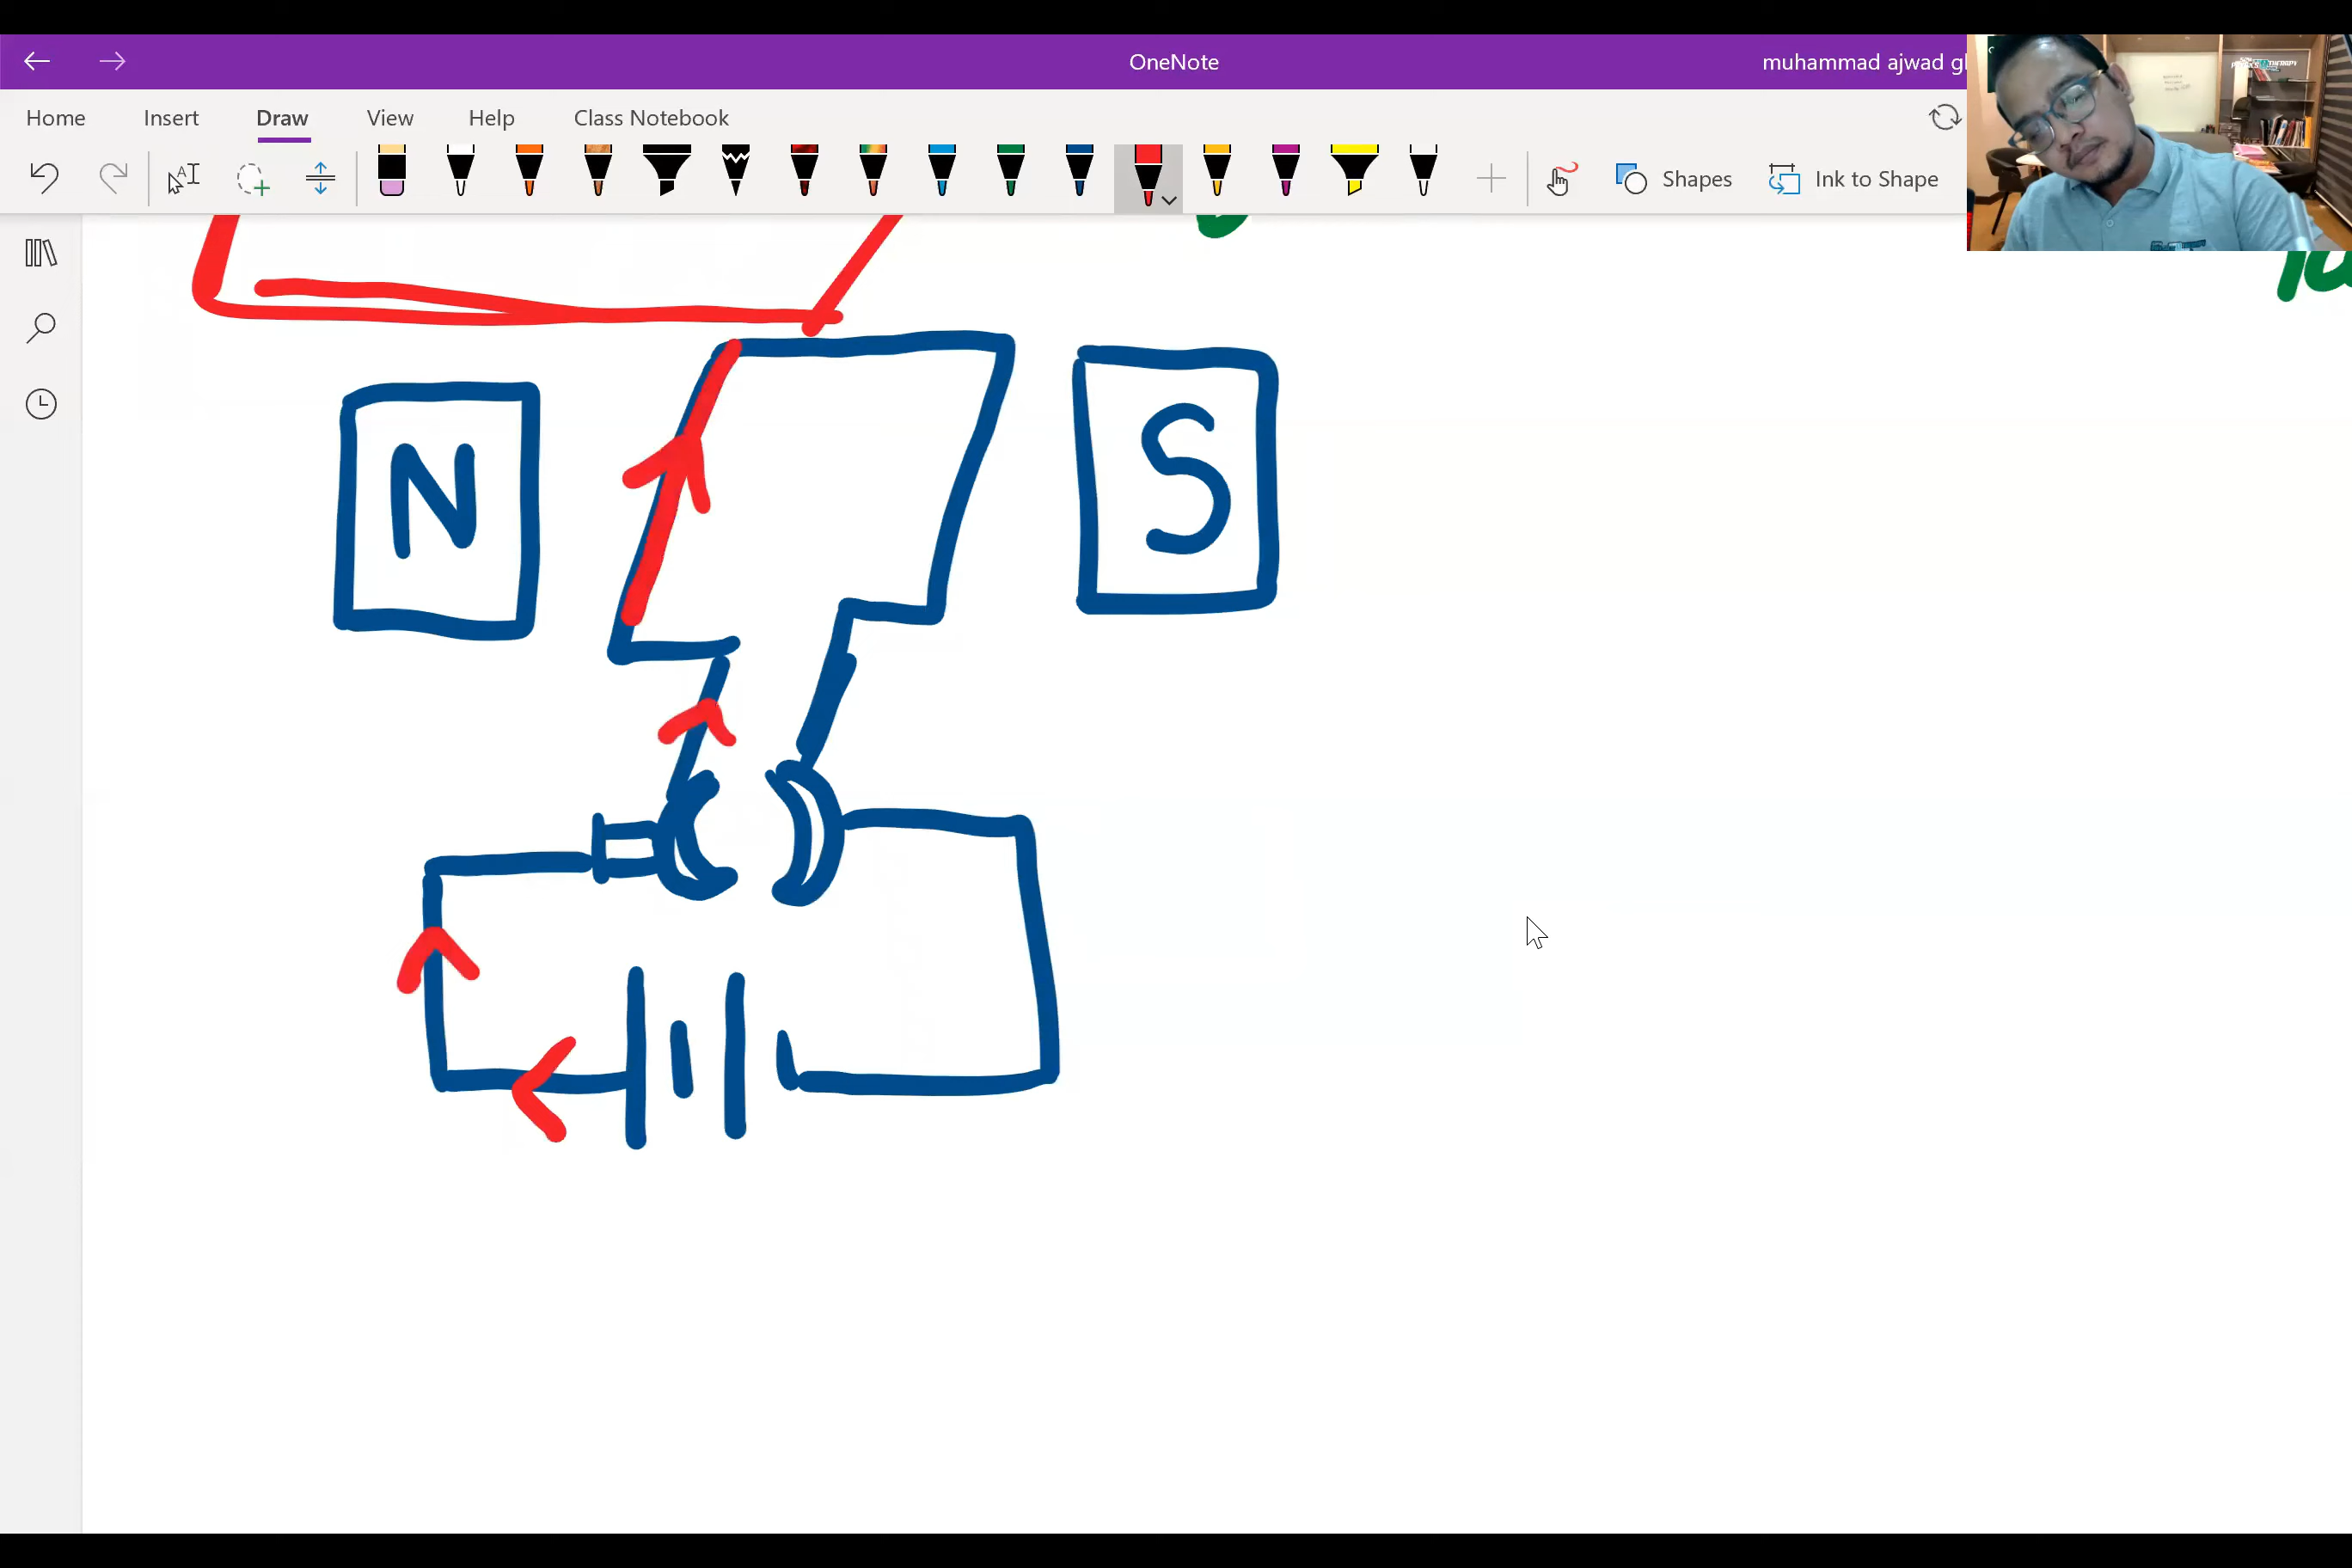 OneNote
muhammad ajwad
Home Insert Draw View Help Class Notebook
Shapes Ink to Shape
N
S